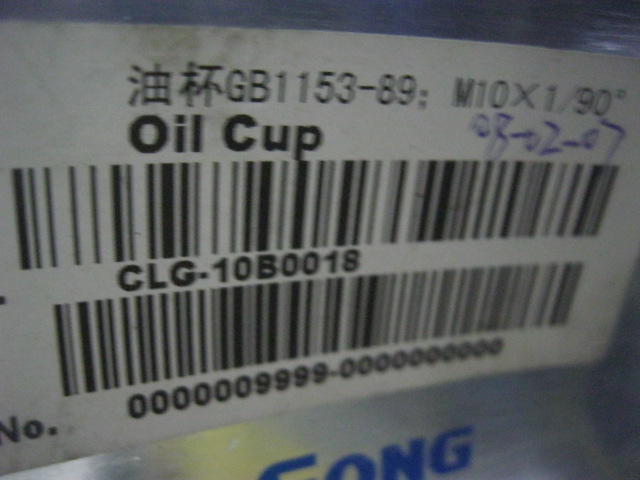 油杯GB1153-89; M10×1/90°
Oil Cup
08-02-07
CLG-10B0018
0000009999-0000000000
No.
GONG